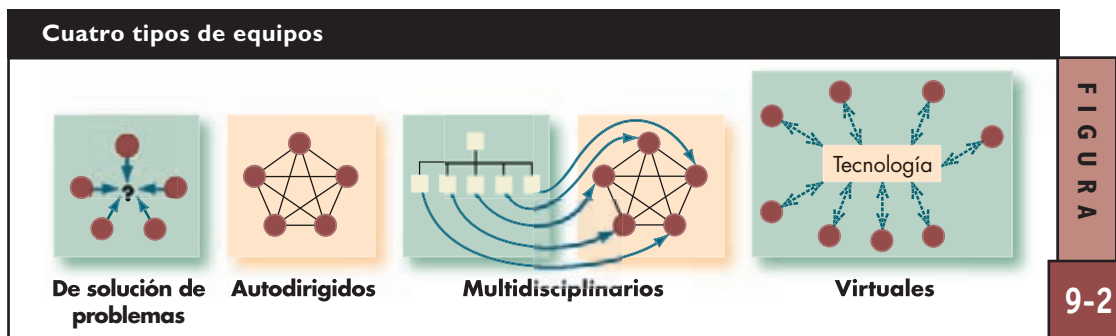 Cuatro tipos de equipos
?
Tecnología
De solución de
problemas
Autodirigidos
Multidisciplinarios
Virtuales
FIGURA
9-2